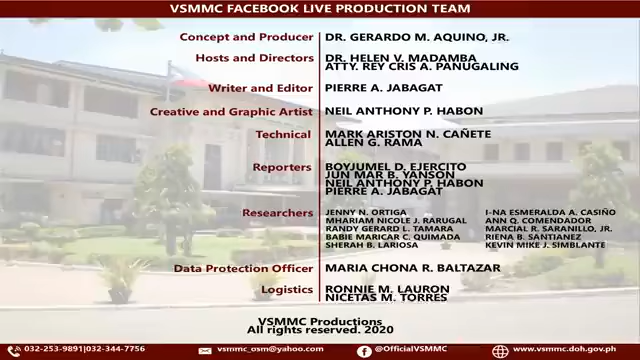 VSMMC FACEBOOK LIVE PRODUCTION TEAM
Concept and Producer DR. GERARDO M. AQUINO, JR.
Hosts and Directors DR. HELEN V. MADAMBA
ATTY. REY CRIS A. PANUGALING
Writer and Editor PIERRE A. JABAGAT
Creative and Graphic Artist NEIL ANTHONY P. HABON
Technical MARK ARISTON N. CAÑETE
ALLEN G. RAMA
Reporters BOYJUMEL D. EJERCITO
JUN MAR B. YANSON
NEIL ANTHONY P. HABON
PIERRE A. JABAGAT
Researchers JENNY N. ORTIGA I-NA ESMERALDA A. CASIÑO
MHARIAM NICOLE J. RARUGAL ANN Q. COMENDADOR
RANDY GERARD L. TAMARA MARCIAL R. SARANILLO, JR.
BABIE MARICAR C. QUIMADA RIENA B. SANTIANEZ
SHERAH B. LARIOSA KEVIN MIKE J. SIMBLANTE
Data Protection Officer MARIA CHONA R. BALTAZAR
Logistics RONNIE M. LAURON
NICETAS M. TORRES
VSMMC Productions
All rights reserved. 2020
032-253-9891|032-344-7756 vsmmc_osm@yahoo.com @OfficialVSMMC www.vsmmc.doh.gov.ph